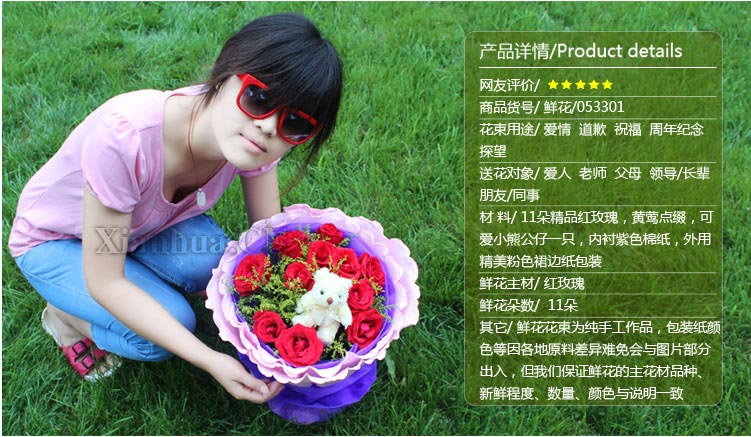 产品详情/Product details
网友评价/ ★★★★★
商品货号/ 鲜花/053301
花束用途/ 爱情 道歉 祝福 周年纪念
探望
送花对象/ 爱人 老师 父母 领导/长辈
朋友/同事
材 料/ 11朵精品红玫瑰，黄莺点缀，可
爱小熊公仔一只，内衬紫色棉纸，外用
精美粉色裙边纸包装
鲜花主材/ 红玫瑰
鲜花朵数/ 11朵
其它/ 鲜花花束为纯手工作品，包装纸颜
色等因各地原料差异难免会与图片部分
出入，但我们保证鲜花的主花材品种、
新鲜程度、数量、颜色与说明一致
Xianhua.C